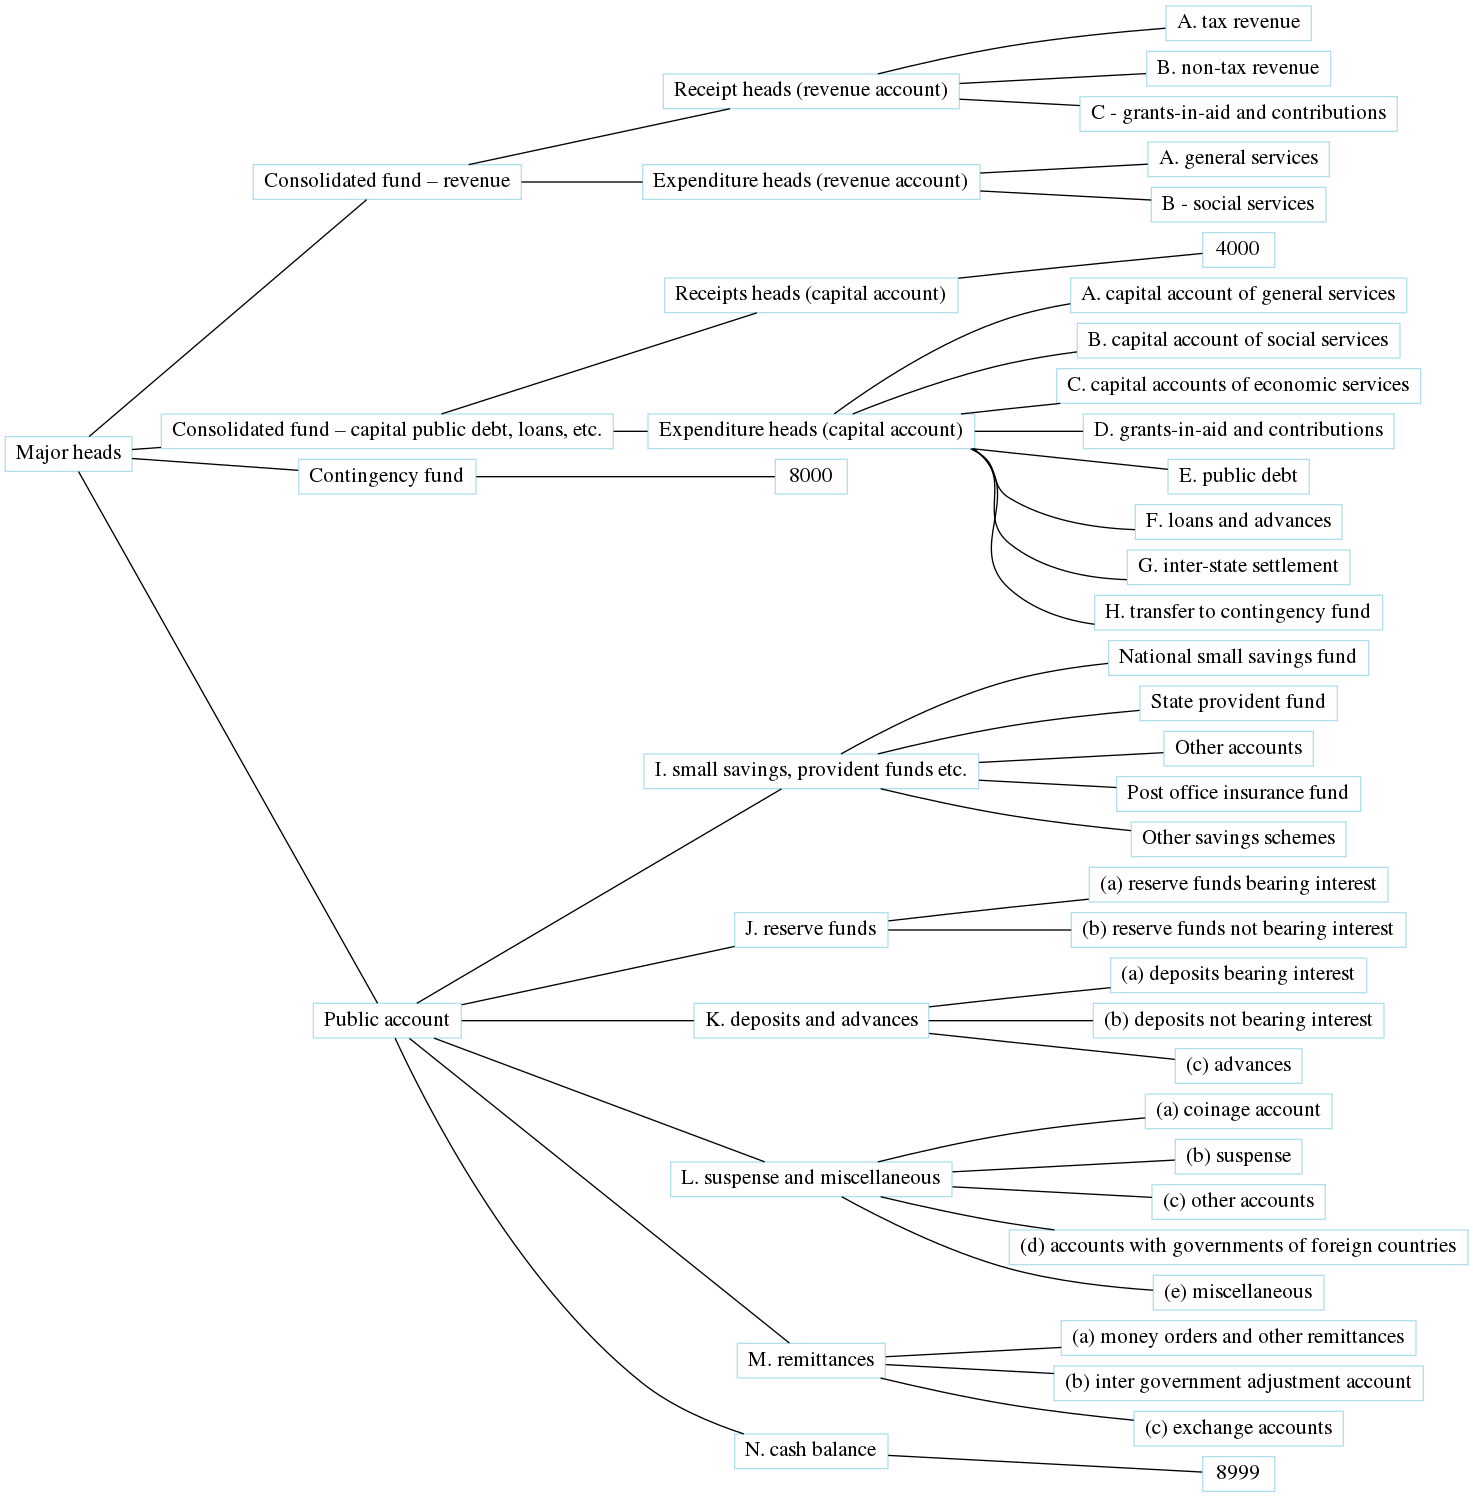 Major heads
Consolidated fund – revenue
Receipt heads (revenue account)
A. tax revenue
B. non-tax revenue
C - grants-in-aid and contributions
Expenditure heads (revenue account)
A. general services
B - social services
Consolidated fund – capital public debt, loans, etc.
Receipts heads (capital account)
4000
Expenditure heads (capital account)
A. capital account of general services
B. capital account of social services
C. capital accounts of economic services
D. grants-in-aid and contributions
E. public debt
F. loans and advances
G. inter-state settlement
H. transfer to contingency fund
Contingency fund
8000
Public account
I. small savings, provident funds etc.
National small savings fund
State provident fund
Other accounts
Post office insurance fund
Other savings schemes
J. reserve funds
(a) reserve funds bearing interest
(b) reserve funds not bearing interest
K. deposits and advances
(a) deposits bearing interest
(b) deposits not bearing interest
(c) advances
L. suspense and miscellaneous
(a) coinage account
(b) suspense
(c) other accounts
(d) accounts with governments of foreign countries
(e) miscellaneous
M. remittances
(a) money orders and other remittances
(b) inter government adjustment account
(c) exchange accounts
N. cash balance
8999